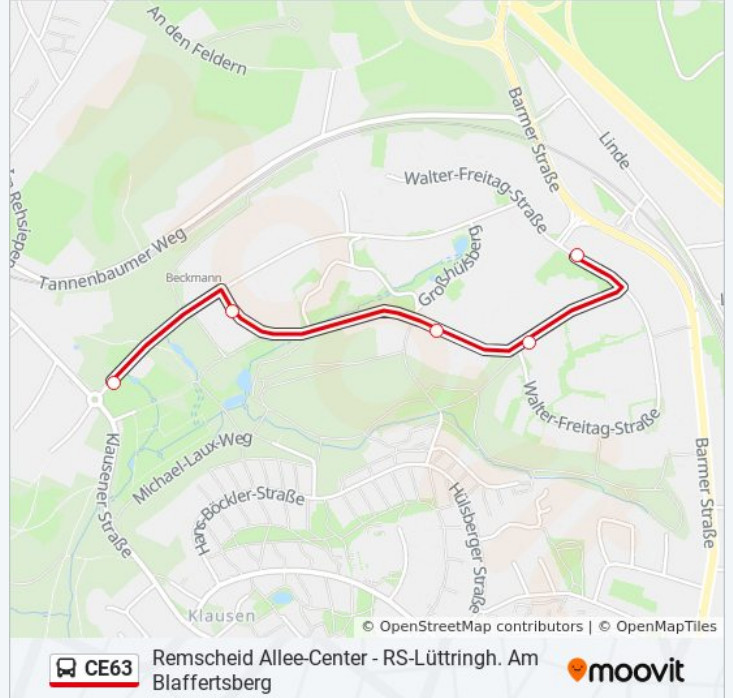 An den Feldern
Barmer Straße
Linde
Walter-Freitag-Straße
Tannenbaumer Weg
Beckmann
Großhülsberg
Walter-Freitag-Straße
Klausener Straße
Michael-Laux-Weg
Hans-Böckler-Straße
Hülsberger Straße
Barmer Straße
Klausen
© OpenStreetMap contributors | © OpenMapTiles
CE63
Remscheid Allee-Center - RS-Lüttringh. Am
Blaffertsberg
moovit